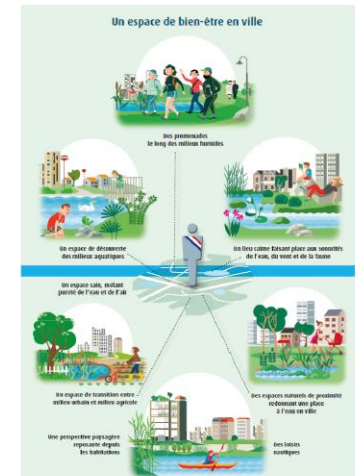 Un espace de bien-être en ville
Des promenades
le long des milieux humides
Un espace de découverte
des milieux aquatiques
Un lieu calme faisant place aux sonorités
de l'eau, du vent et de la faune
Un espace sain, mêlant
pureté de l'eau et de l'air
Un espace de transition entre
milieu urbain et milieu agricole
Des espaces naturels de proximité
redonnant une place
à l'eau en ville
Une perspective paysagère
reposante depuis
les habitations
Des loisirs
nautiques